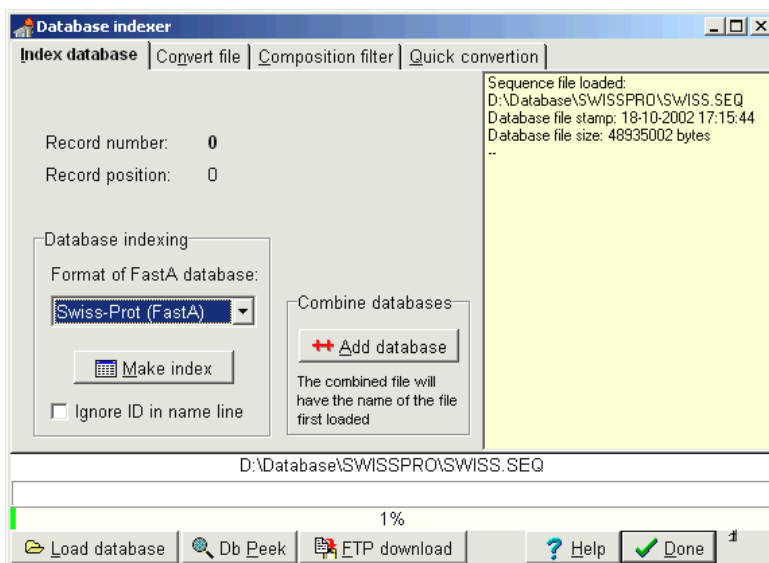 Database indexer
Index database Convert file Composition filter Quick convertion
Sequence file loaded:
D:\Database\SWISSPRO\SWISS.SEQ
Database file stamp: 18-10-2002 17:15:44
Database file size: 48935002 bytes
--
Record number: 0
Record position: 0
Database indexing
Format of FastA database:
Swiss-Prot (FastA)
Make index
Ignore ID in name line
Combine databases
Add database
The combined file will
have the name of the file
first loaded
D:\Database\SWISSPRO\SWISS.SEQ
1%
Load database Db Peek FTP download Help Done